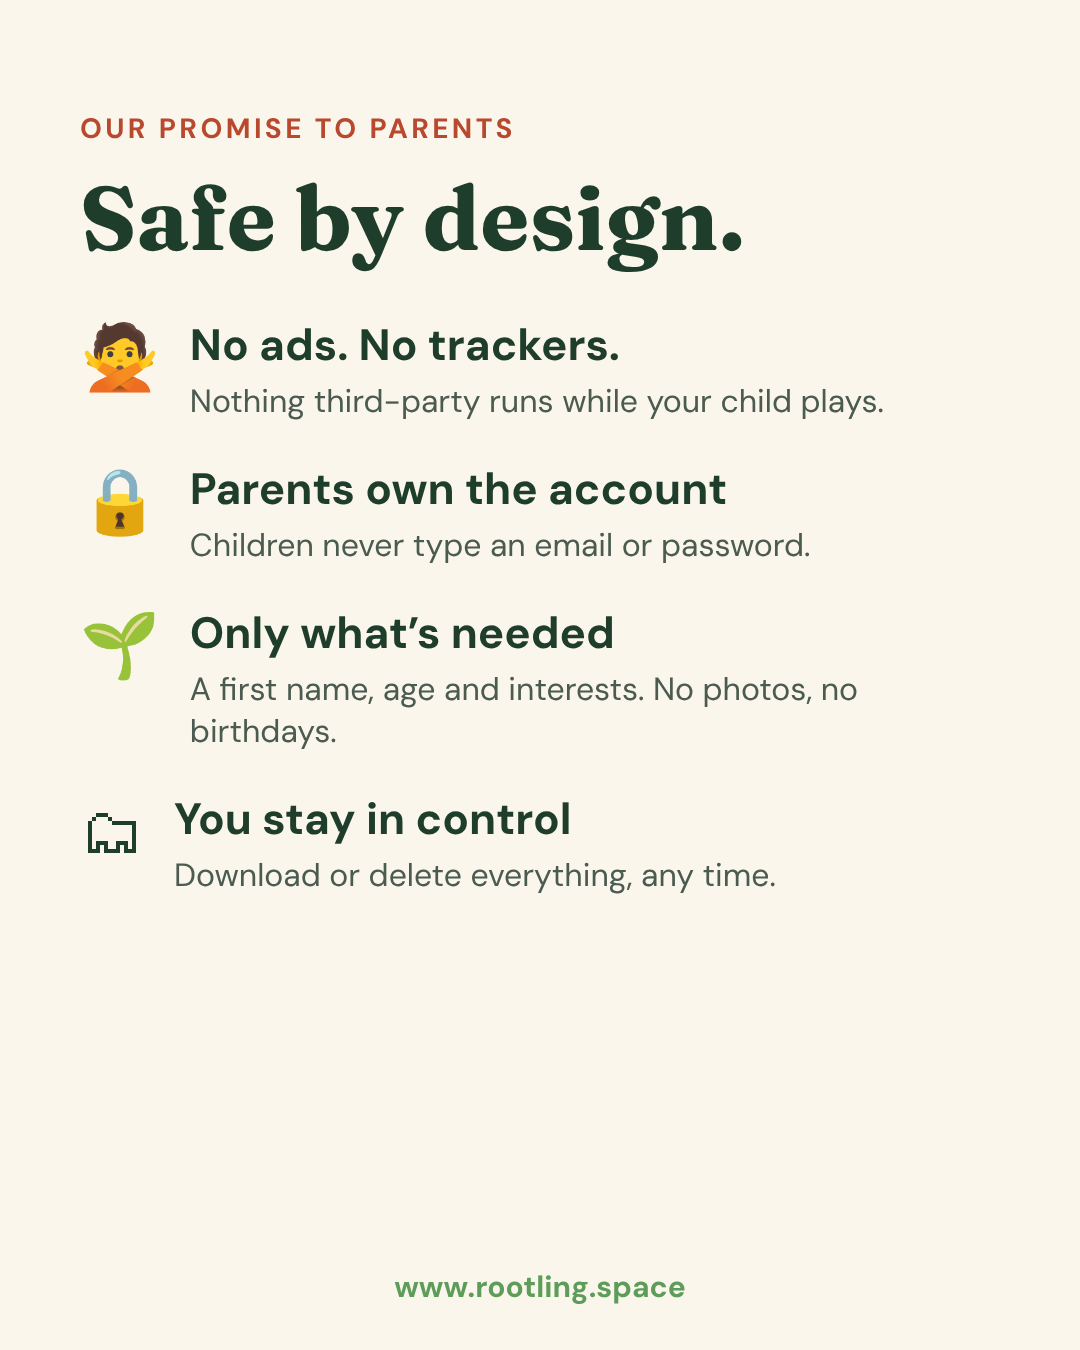 OUR PROMISE TO PARENTS
Safe by design.
No ads. No trackers.
Nothing third-party runs while your child plays.
Parents own the account
Children never type an email or password.
Only what’s needed
A first name, age and interests. No photos, no
birthdays.
You stay in control
Download or delete everything, any time.
www.rootling.space